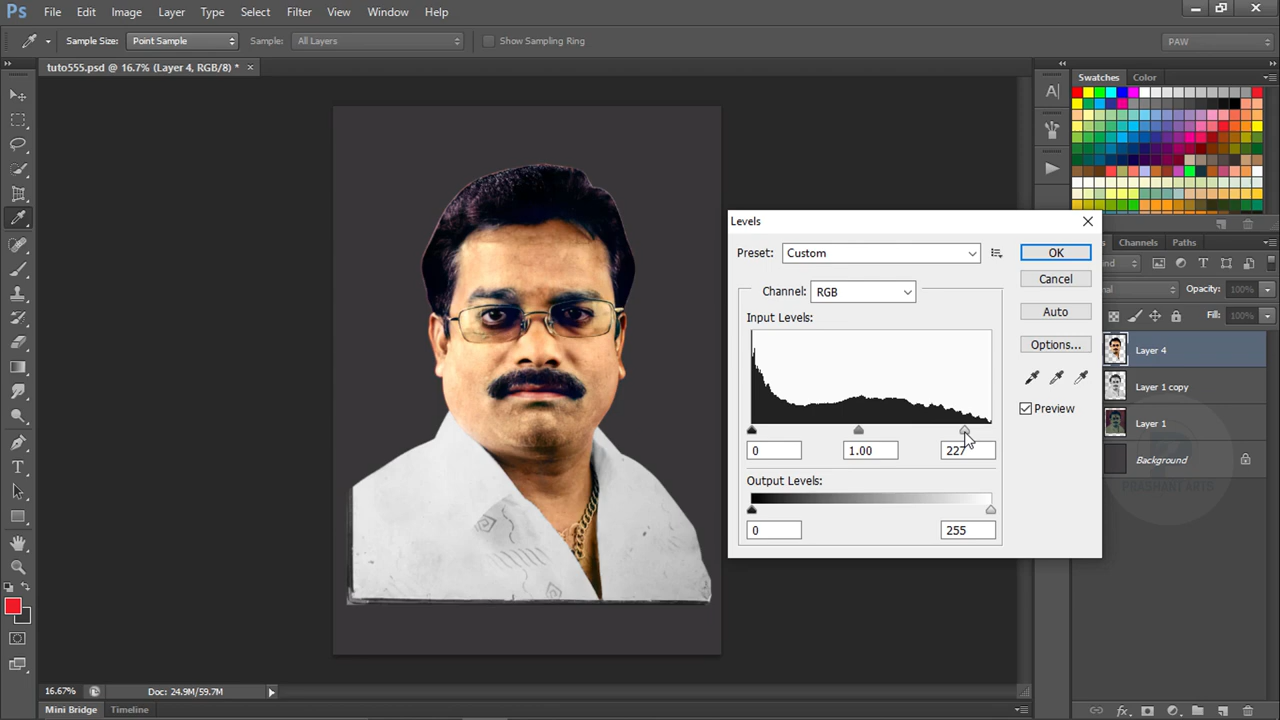 Ps File Edit Image Layer Type Select Filter View Window Help
Sample Size: Point Sample Sample: All Layers Show Sampling Ring PAW
tuto555.psd @ 16.7% (Layer 4, RGB/8) * ×
Swatches Color
Levels
Preset: Custom OK
Channels Paths
Cancel
Channel: RGB
Opacity: 100%
Auto
Input Levels:
Fill: 100%
Options...
Layer 4
Layer 1 copy
Preview
Layer 1
0 1.00 227
Background
Output Levels:
PRASHANT ARTS
0 255
16.67% Doc: 24.9M/59.7M
Mini Bridge Timeline